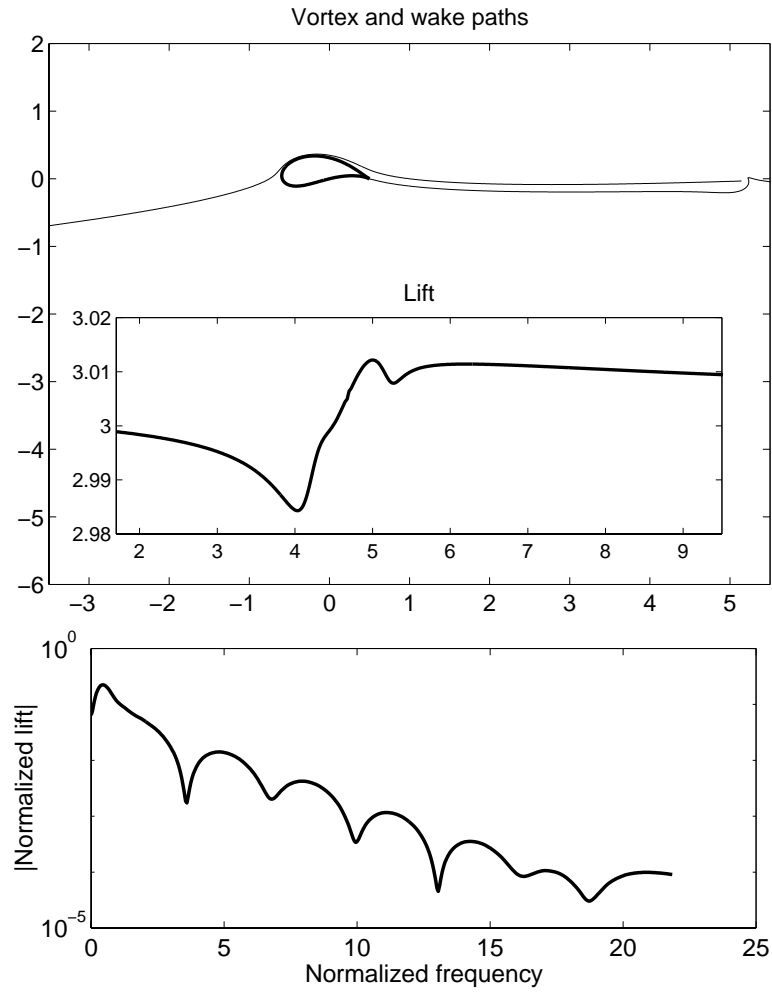 Vortex and wake paths
2
1
0
−1
−2
−3
−4
−5
−6
−3 −2 −1 0 1 2 3 4 5
Lift
3.02
3.01
3
2.99
2.98
2 3 4 5 6 7 8 9
|Normalized lift|
10^0
10^−5
0 5 10 15 20 25
Normalized frequency